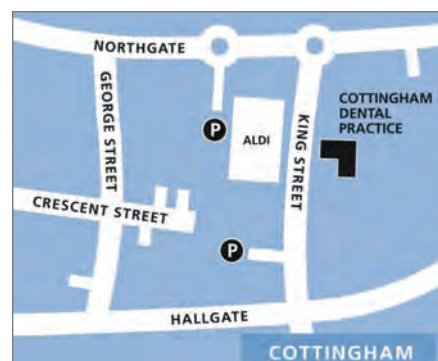 NORTHGATE
GEORGE STREET
P
ALDI
KING STREET
COTTINGHAM
DENTAL
PRACTICE
CRESCENT STREET
P
HALLGATE
COTTINGHAM